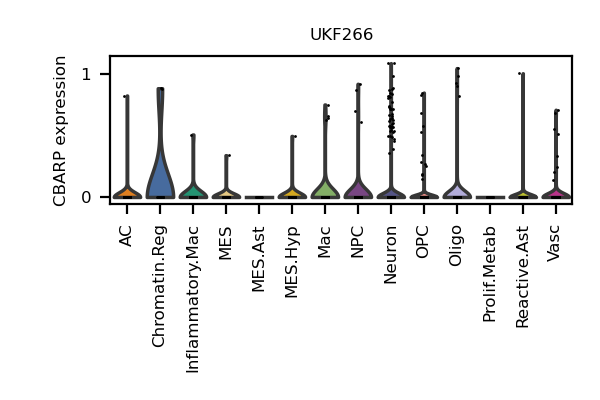 UKF266
CBARP expression
1
0
AC
Chromatin.Reg
Inflammatory.Mac
MES
MES.Ast
MES.Hyp
Mac
NPC
Neuron
OPC
Oligo
Prolif.Metab
Reactive.Ast
Vasc